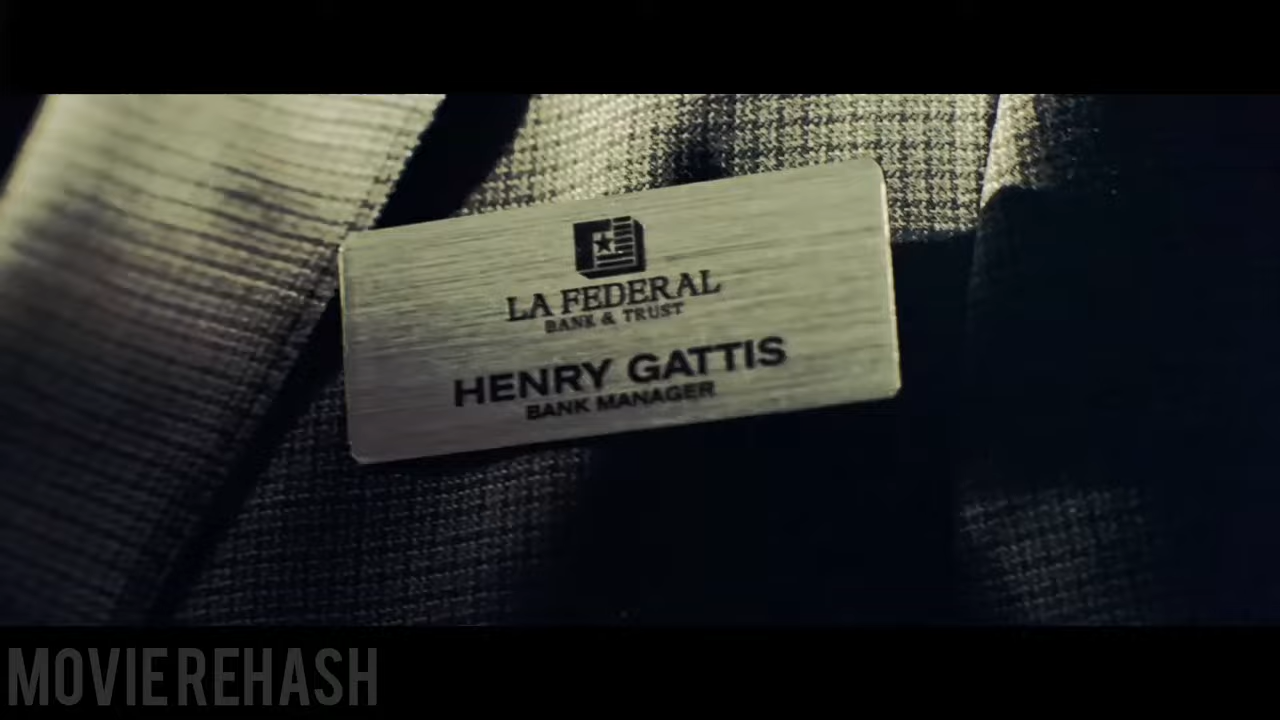 LA FEDERAL
BANK & TRUST
HENRY GATTIS
BANK MANAGER
MOVIE REHASH